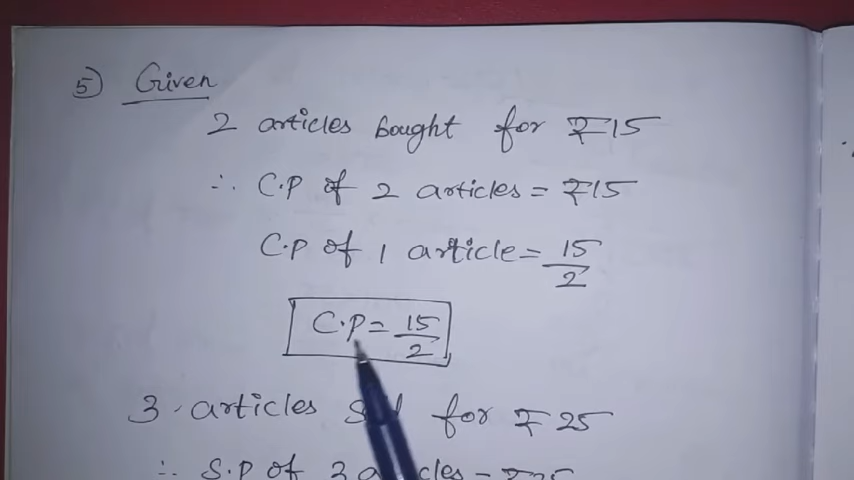 5) Given
2 articles bought for ₹15
∴ C.P of 2 articles = ₹15
C.P of 1 article = 15/2
C.P = 15/2
3 articles for ₹25
∴ S.P of 3